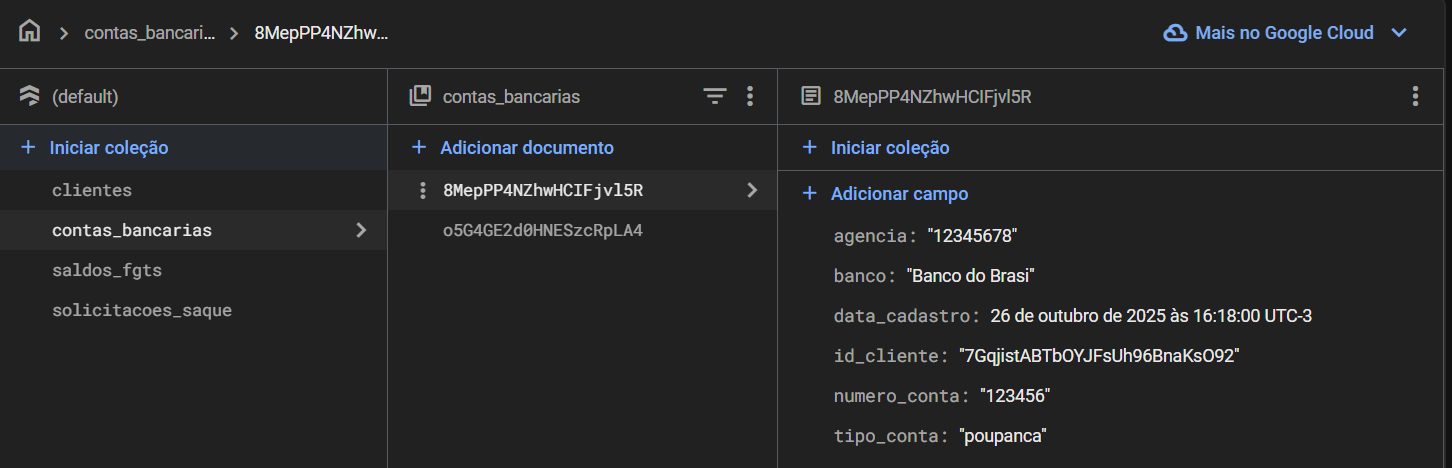 contas_bancari... 8MepPP4NZhw... Mais no Google Cloud
(default)
contas_bancarias
8MepPP4NZhwHCIFjvl5R
Iniciar coleção
Adicionar documento
Iniciar coleção
clientes
contas_bancarias
saldos_fgts
solicitacoes_saque
8MepPP4NZhwHCIFjvl5R
o5G4GE2d0HNESzcRpLA4
Adicionar campo
agencia: "12345678"
banco: "Banco do Brasi"
data_cadastro: 26 de outubro de 2025 às 16:18:00 UTC-3
id_cliente: "7GqjistABTbOYJFsUh96BnaKsO92"
numero_conta: "123456"
tipo_conta: "poupanca"